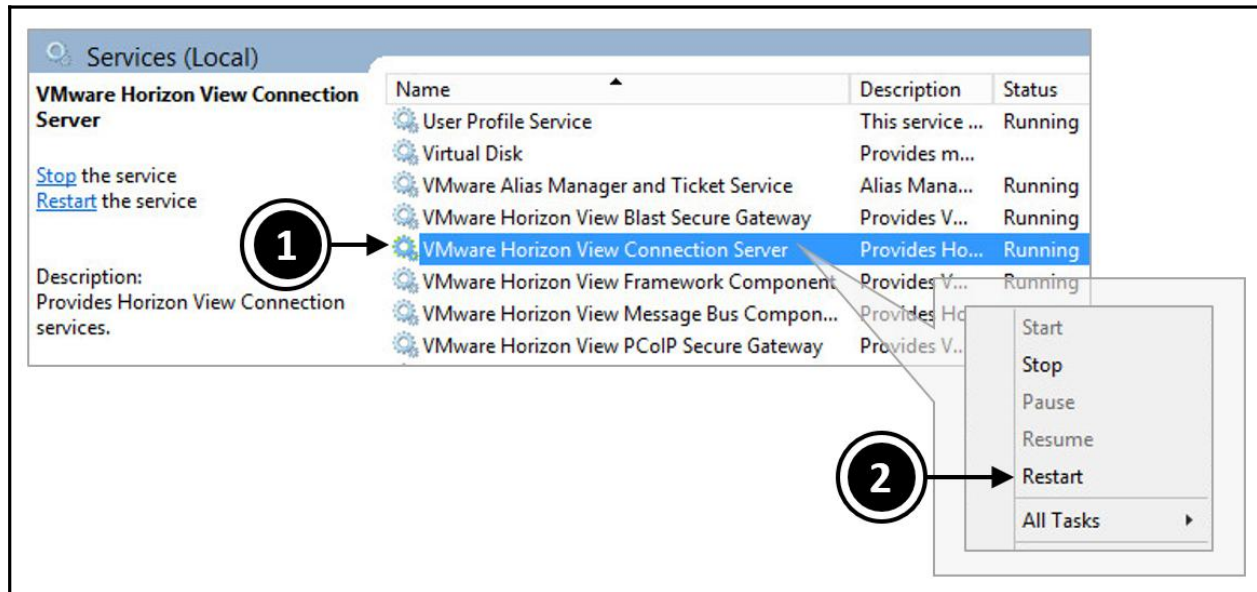 Services (Local)
VMware Horizon View Connection
Server
Stop the service
Restart the service
Description:
Provides Horizon View Connection
services.
Name Description Status
User Profile Service This service ... Running
Virtual Disk Provides m...
VMware Alias Manager and Ticket Service Alias Mana... Running
VMware Horizon View Blast Secure Gateway Provides V... Running
1
VMware Horizon View Connection Server Provides Ho... Running
VMware Horizon View Framework Component Provides V... Running
VMware Horizon View Message Bus Compon... Provides Ho
VMware Horizon View PCoIP Secure Gateway Provides V...
Start
Stop
Pause
Resume
2
Restart
All Tasks